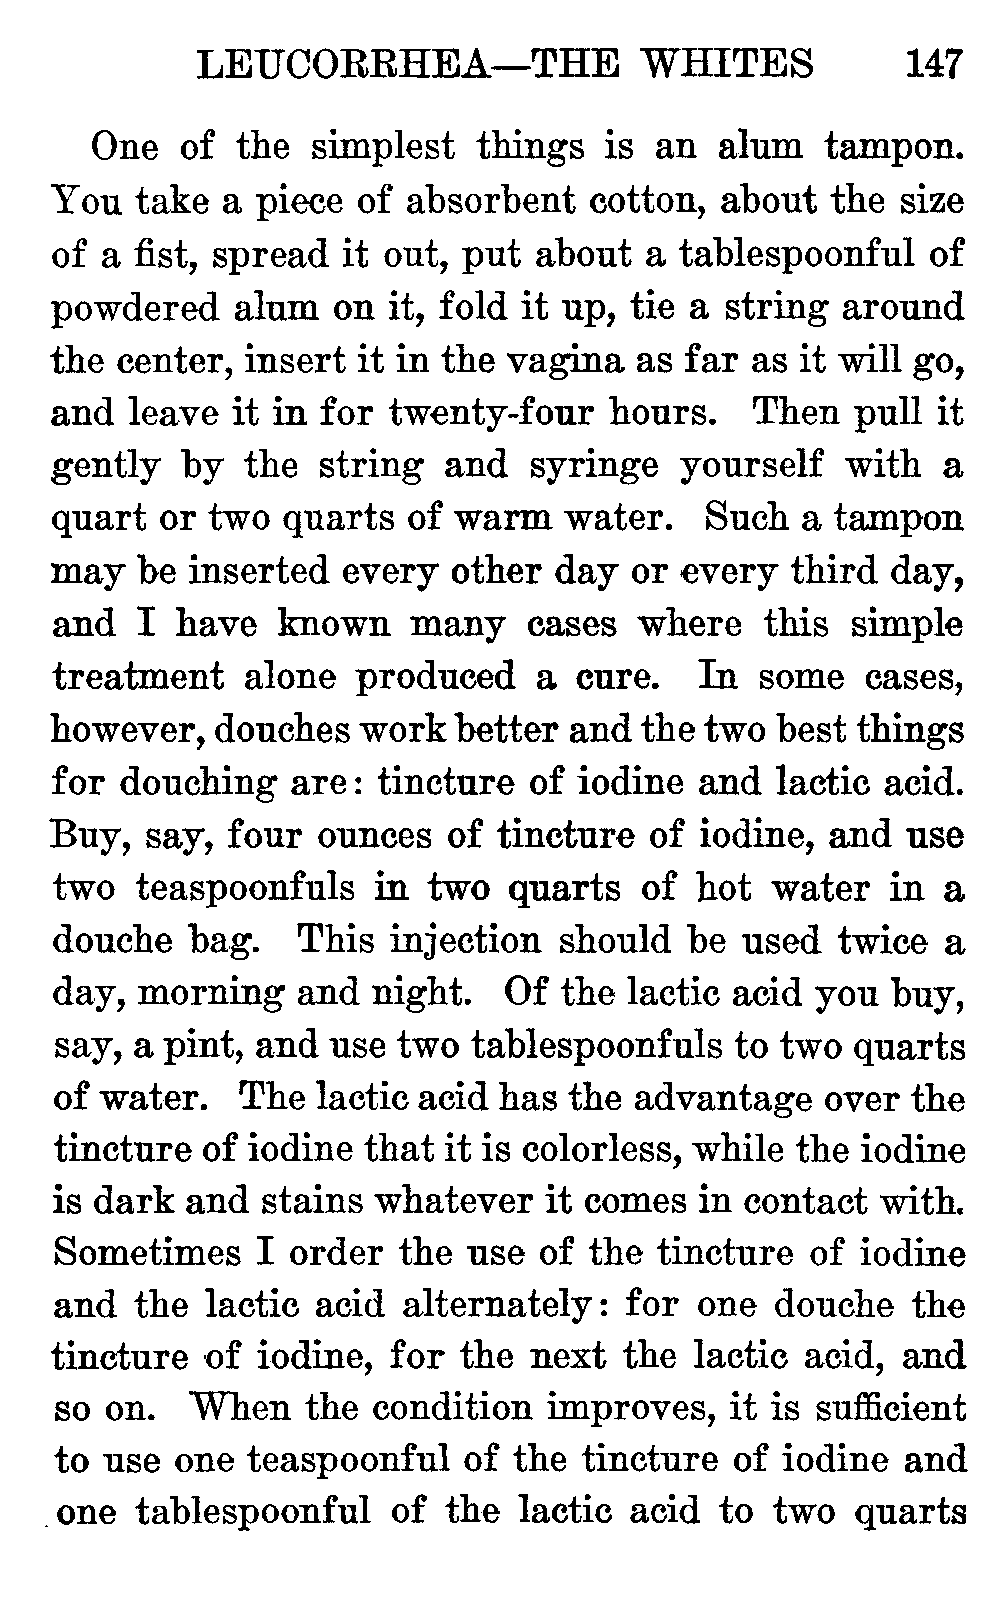 LEUCORRHEA—THE WHITES 147
One of the simplest things is an alum tampon.
You take a piece of absorbent cotton, about the size
of a fist, spread it out, put about a tablespoonful of
powdered alum on it, fold it up, tie a string around
the center, insert it in the vagina as far as it will go,
and leave it in for twenty-four hours. Then pull it
gently by the string and syringe yourself with a
quart or two quarts of warm water. Such a tampon
may be inserted every other day or every third day,
and I have known many cases where this simple
treatment alone produced a cure. In some cases,
however, douches work better and the two best things
for douching are: tincture of iodine and lactic acid.
Buy, say, four ounces of tincture of iodine, and use
two teaspoonfuls in two quarts of hot water in a
douche bag. This injection should be used twice a
day, morning and night. Of the lactic acid you buy,
say, a pint, and use two tablespoonfuls to two quarts
of water. The lactic acid has the advantage over the
tincture of iodine that it is colorless, while the iodine
is dark and stains whatever it comes in contact with.
Sometimes I order the use of the tincture of iodine
and the lactic acid alternately: for one douche the
tincture of iodine, for the next the lactic acid, and
so on. When the condition improves, it is sufficient
to use one teaspoonful of the tincture of iodine and
one tablespoonful of the lactic acid to two quarts